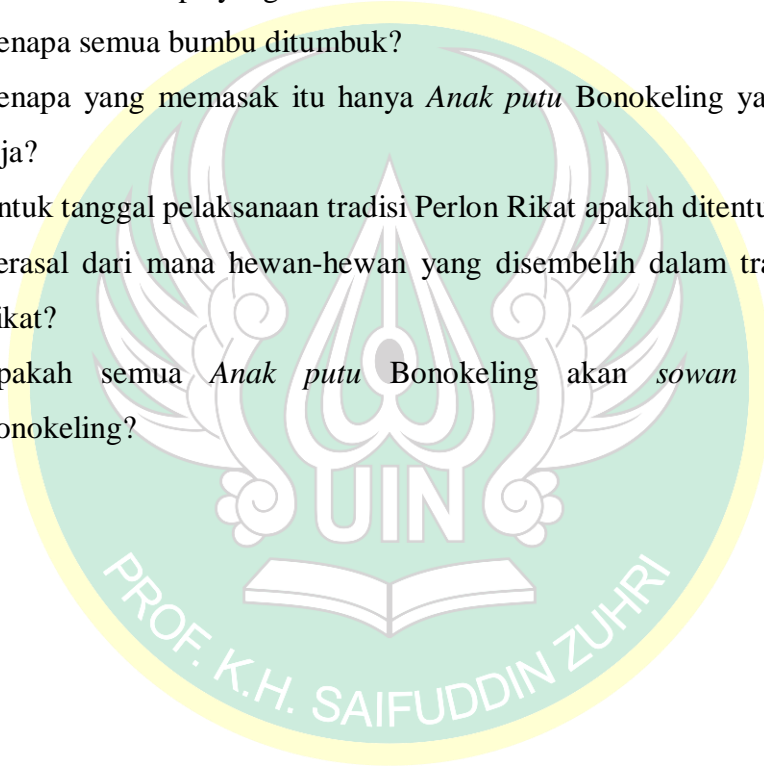 enapa semua bumbu ditumbuk?
enapa yang memasak itu hanya Anak putu Bonokeling ya
ja?
ntuk tanggal pelaksanaan tradisi Perlon Rikat apakah ditentu
erasal dari mana hewan-hewan yang disembelih dalam tra
ikat?
pakah semua Anak putu Bonokeling akan sowan
onokeling?
UIN
PROF. K.H. SAIFUDDIN ZUHRI